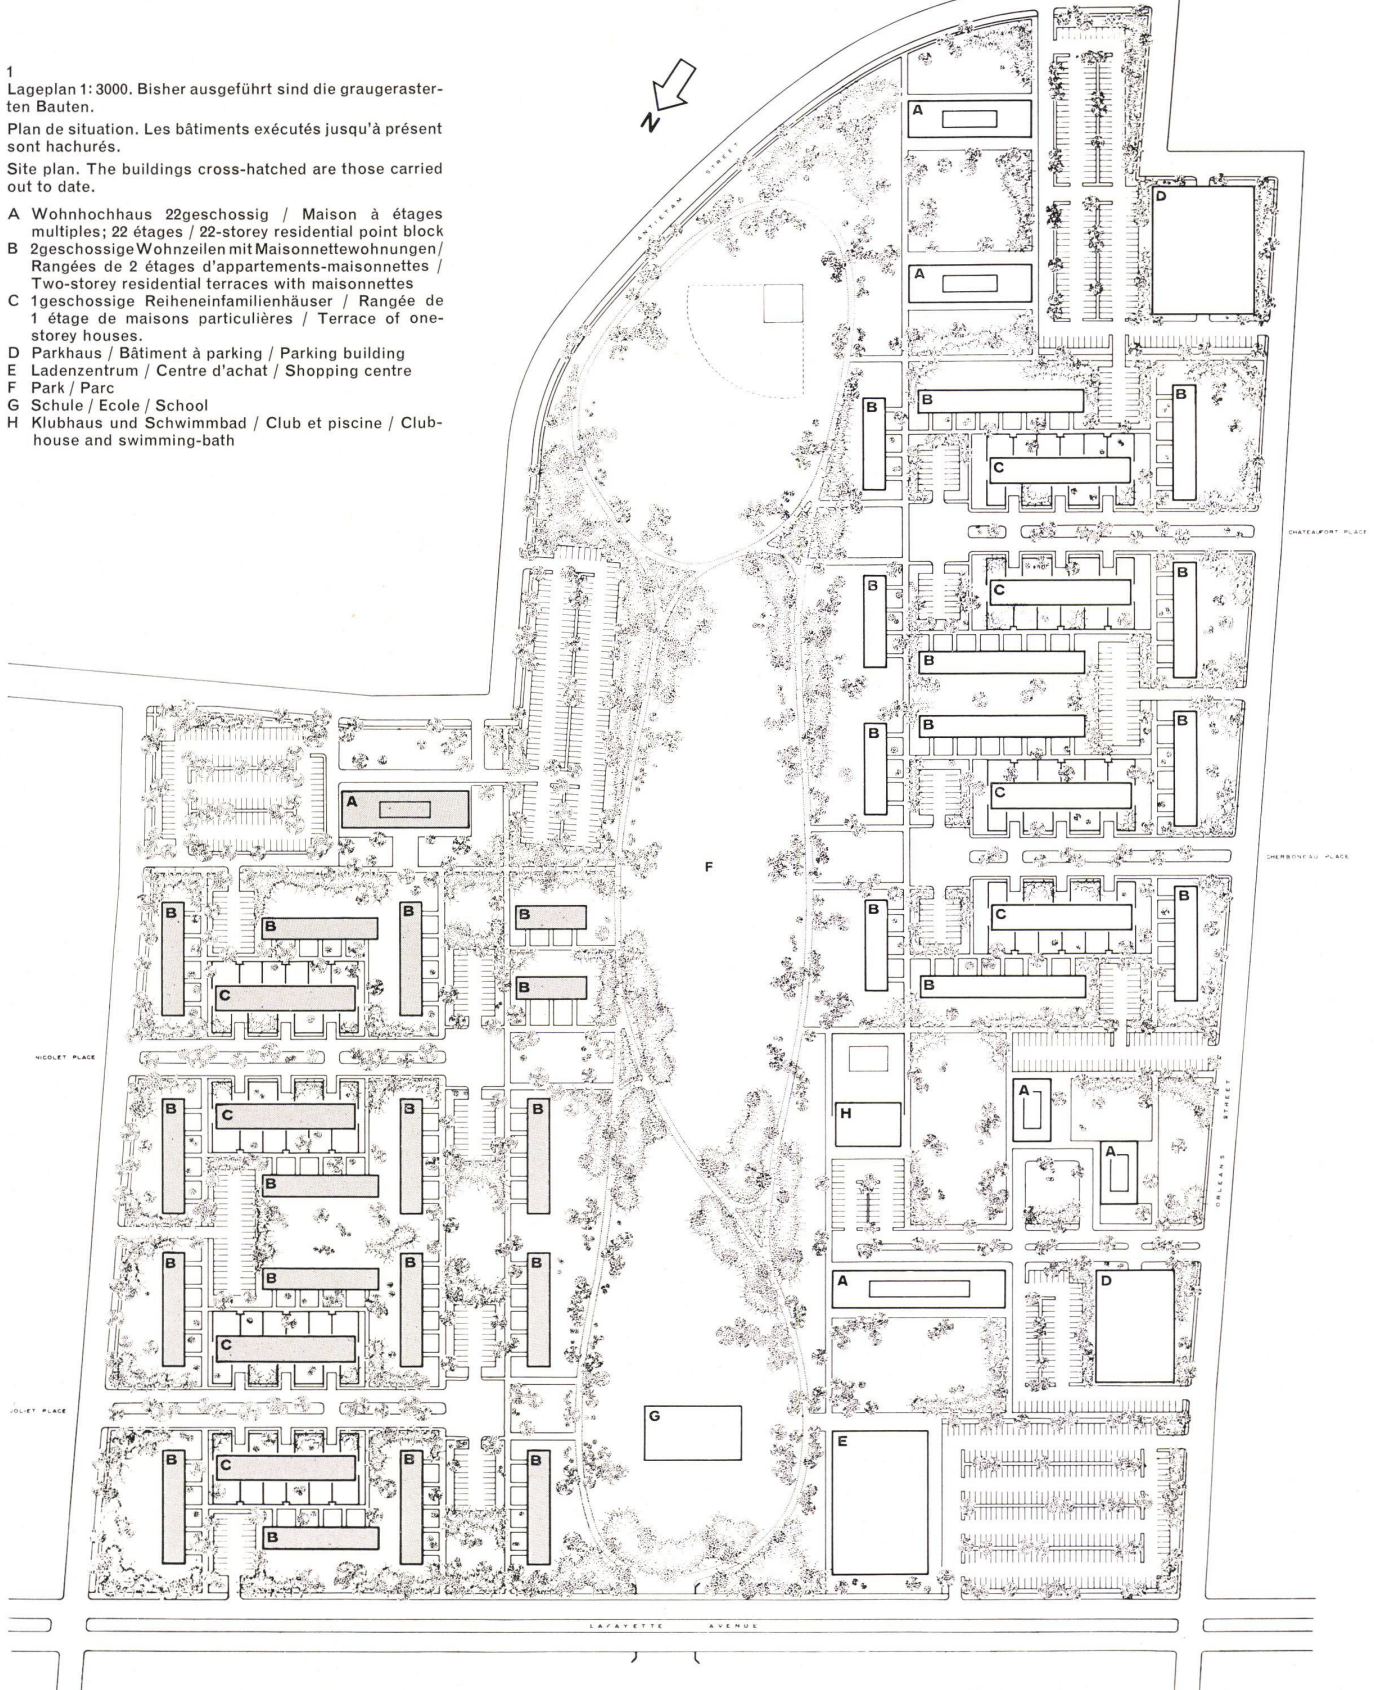 1
Lageplan 1:3000. Bisher ausgeführt sind die graugeraster-
ten Bauten.
Plan de situation. Les bâtiments exécutés jusqu'à présent
sont hachurés.
Site plan. The buildings cross-hatched are those carried
out to date.
A Wohnhochhaus 22geschossig / Maison à étages
multiples; 22 étages / 22-storey residential point block
B 2geschossige Wohnzeilen mit Maisonnettewohnungen/
Rangées de 2 étages d'appartements-maisonnettes /
Two-storey residential terraces with maisonnettes
C 1geschossige Reiheneinfamilienhäuser / Rangée de
1 étage de maisons particulières / Terrace of one-
storey houses.
D Parkhaus / Bâtiment à parking / Parking building
E Ladenzentrum / Centre d'achat / Shopping centre
F Park / Parc
G Schule / Ecole / School
H Klubhaus und Schwimmbad / Club et piscine / Club-
house and swimming-bath
N
ANTIETAM STREET
A
D
A
B
B
B
C
CHATEAUFORT PLACE
B
C
B
B
B
B
B
C
A
F
CHERBONEAU PLACE
B
B
B
B
B
C
B
B
C
B
NICOLET PLACE
H
A
A
B
C
B
B
B
ORLEANS STREET
B
B
B
B
A
D
C
JOLIET PLACE
G
E
B
C
B
B
B
LAFAYETTE AVENUE